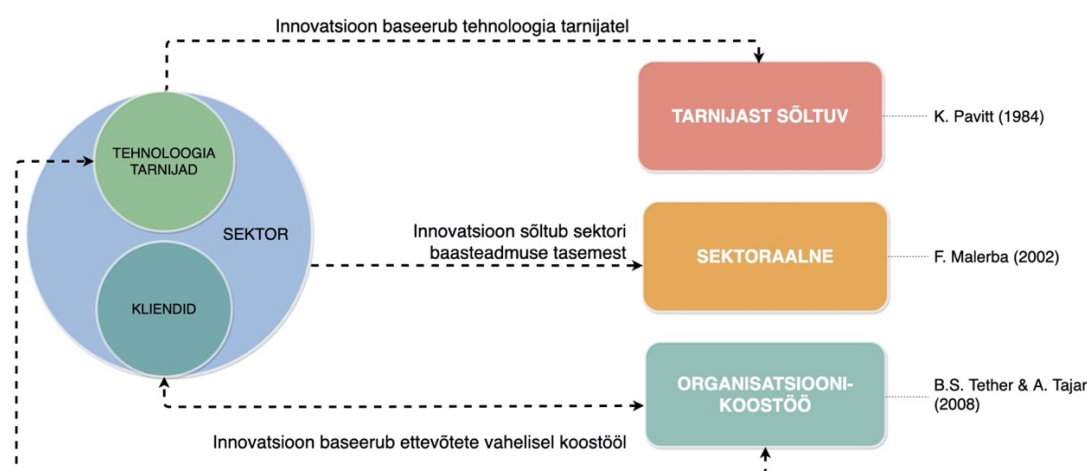 Innovatsioon baseerub tehnoloogia tarnijatel
TEHNOLOOGIA
TARNIJAD
SEKTOR
KLIENDID
TARNIJAST SÕLTUV
K. Pavitt (1984)
Innovatsioon sõltub sektori
baasteadmuse tasemest
SEKTORAALNE
F. Malerba (2002)
ORGANISATSIOONI-
KOOSTÖÖ
B.S. Tether & A. Tajar
(2008)
Innovatsioon baseerub ettevõtete vahelisel koostööl